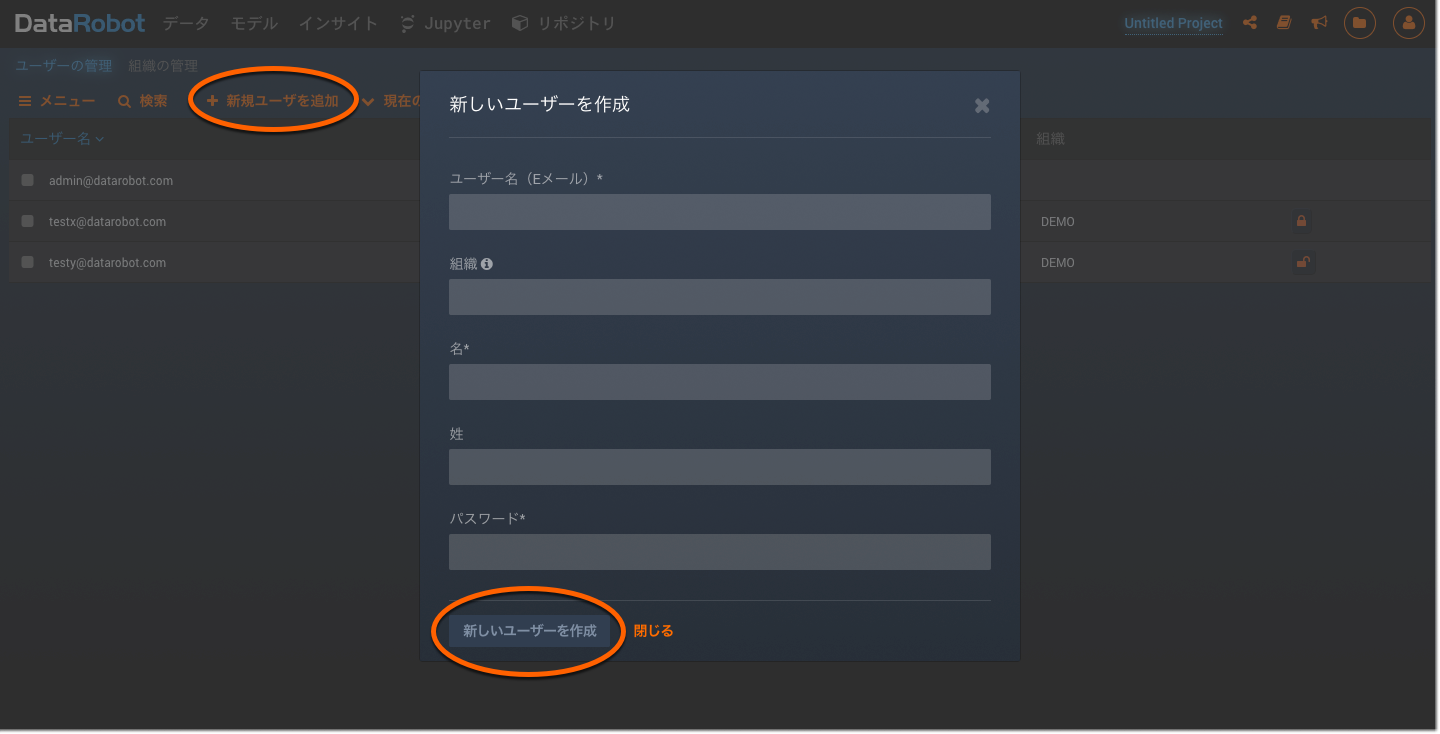 DataRobot データ モデル インサイト Jupyter リポジトリ Untitled Project
ユーザーの管理 組織の管理
メニュー 検索 新規ユーザを追加 現在の
ユーザー名 組織
admin@datarobot.com
testx@datarobot.com DEMO
testy@datarobot.com DEMO
新しいユーザーを作成
ユーザー名（Eメール）*
組織
名*
姓
パスワード*
新しいユーザーを作成 閉じる